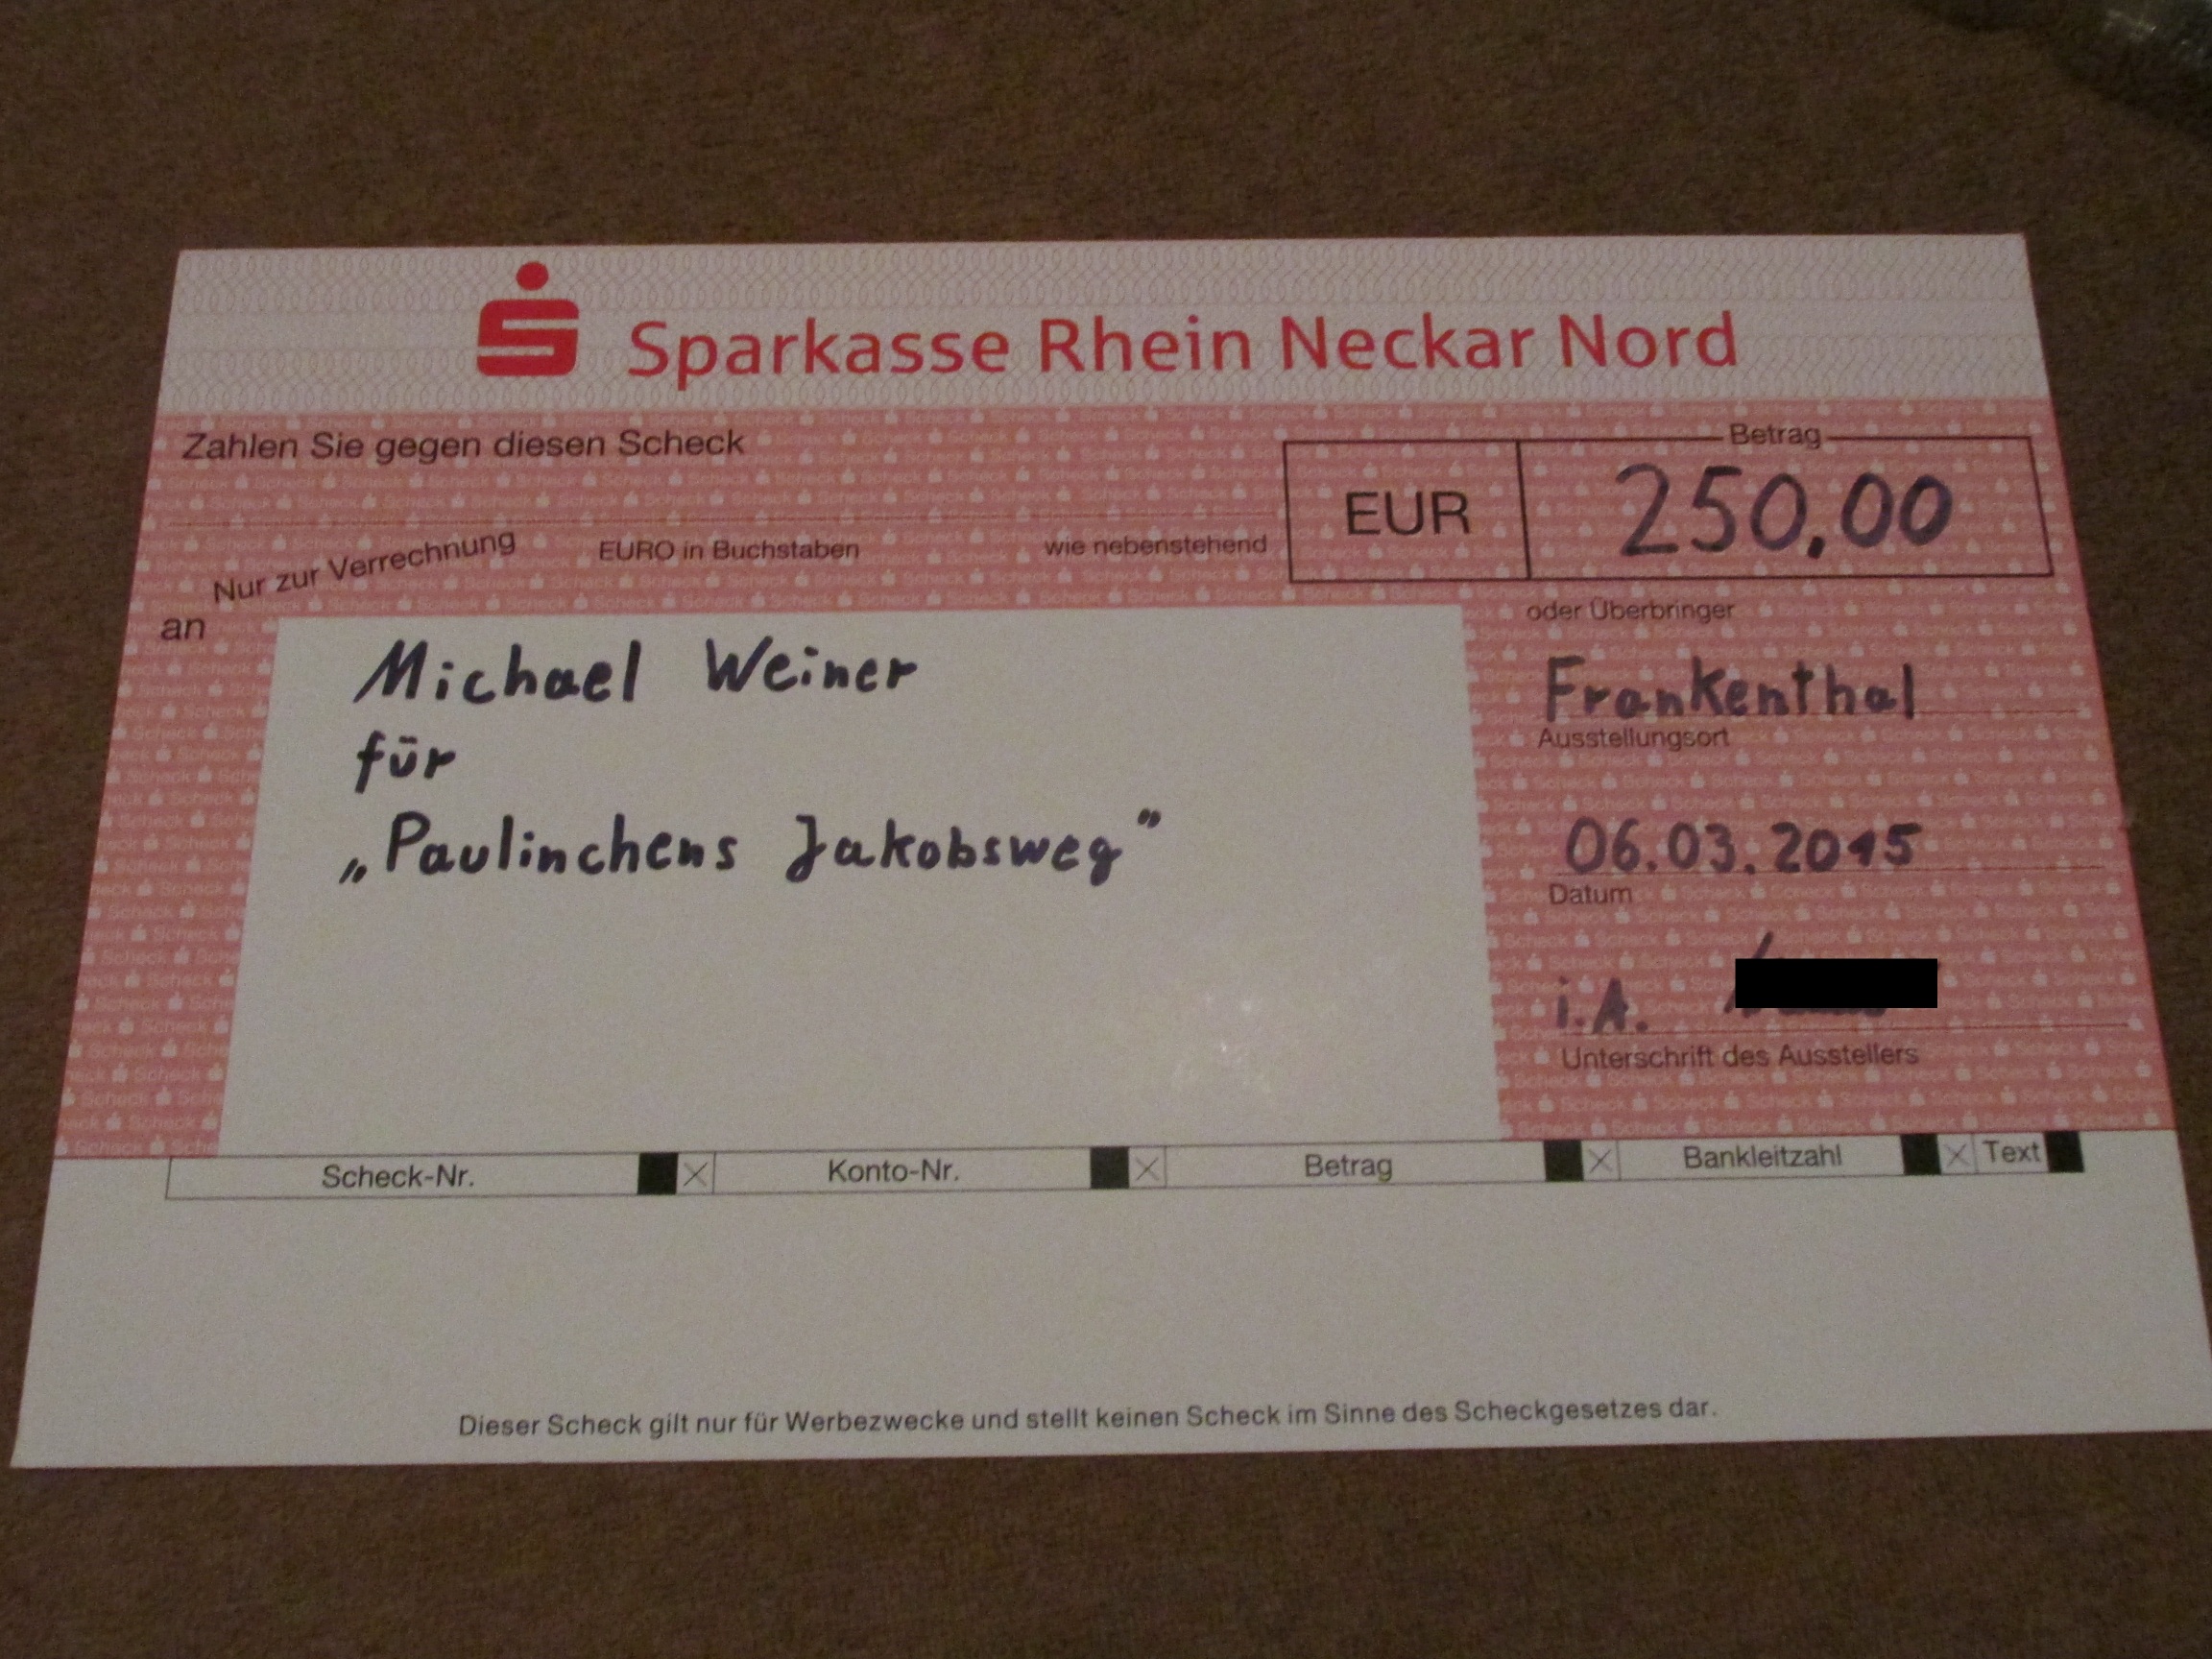 Sparkasse Rhein Neckar Nord
Zahlen Sie gegen diesen Scheck
Betrag
EUR 250,00
Nur zur Verrechnung EURO in Buchstaben wie nebenstehend
an
oder Überbringer
Michael Weiner
für
„Paulinchens Jakobsweg”
Frankenthal
Ausstellungsort
06.03.2015
Datum
i.A.
Unterschrift des Ausstellers
Scheck-Nr. Konto-Nr. Betrag Bankleitzahl Text
Dieser Scheck gilt nur für Werbezwecke und stellt keinen Scheck im Sinne des Scheckgesetzes dar.